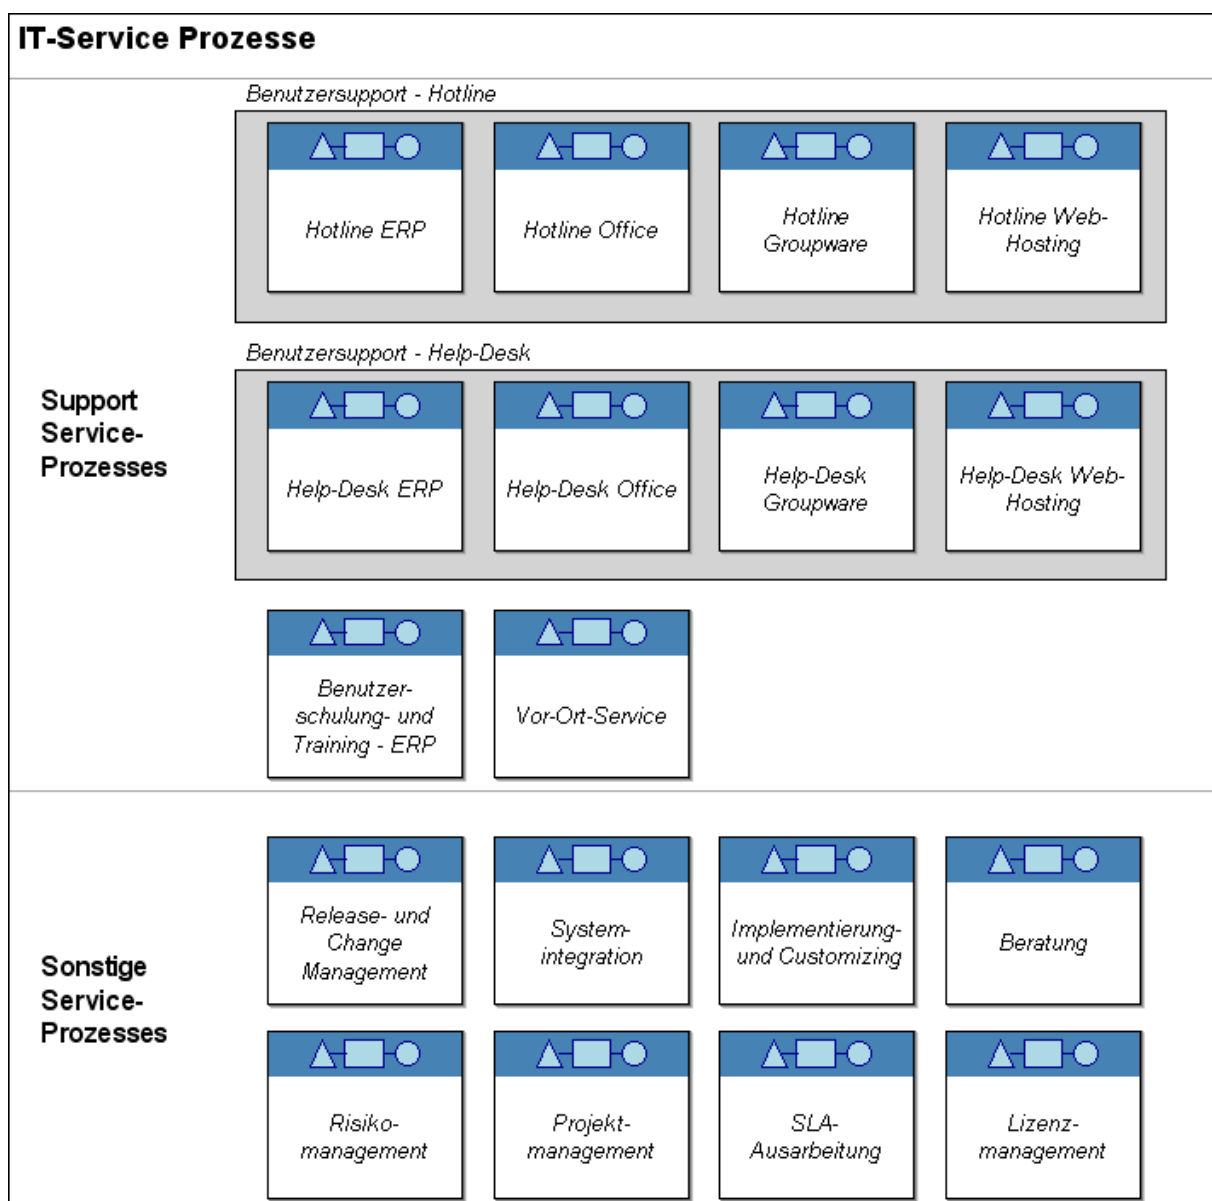 IT-Service Prozesse
Benutzersupport - Hotline
Hotline ERP
Hotline Office
Hotline
Groupware
Hotline Web-
Hosting
Benutzersupport - Help-Desk
Support
Service-
Prozesses
Help-Desk ERP
Help-Desk Office
Help-Desk
Groupware
Help-Desk Web-
Hosting
Benutzer-
schulung- und
Training - ERP
Vor-Ort-Service
Sonstige
Service-
Prozesses
Release- und
Change
Management
System-
integration
Implementierung-
und Customizing
Beratung
Risiko-
management
Projekt-
management
SLA-
Ausarbeitung
Lizenz-
management